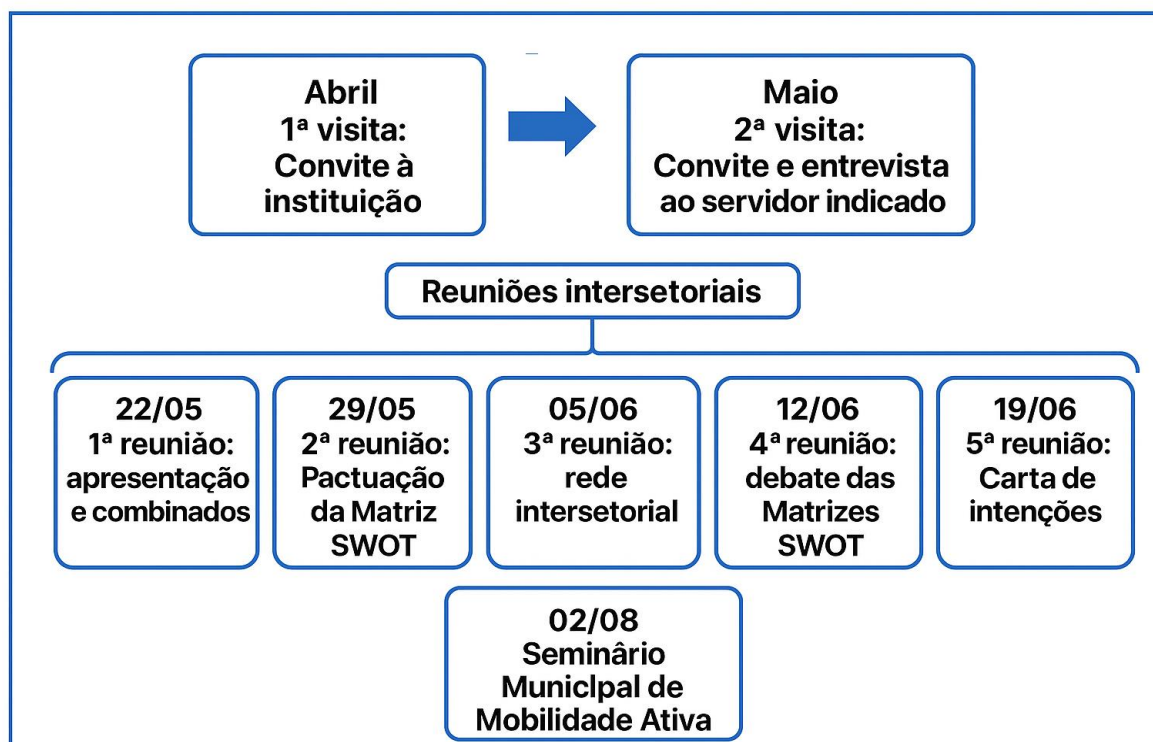 Abril
1ª visita:
Convite à
instituição
Maio
2ª visita:
Convite e entrevista
ao servidor indicado
Reuniões intersetoriais
22/05
1ª reunião:
apresentação
e combinados
29/05
2ª reunião:
Pactuação
da Matriz
SWOT
05/06
3ª reunião:
rede
intersetorial
12/06
4ª reunião:
debate das
Matrizes
SWOT
19/06
5ª reunião:
Carta de
intenções
02/08
Seminârio
MunicIpal de
Mobilidade Ativa